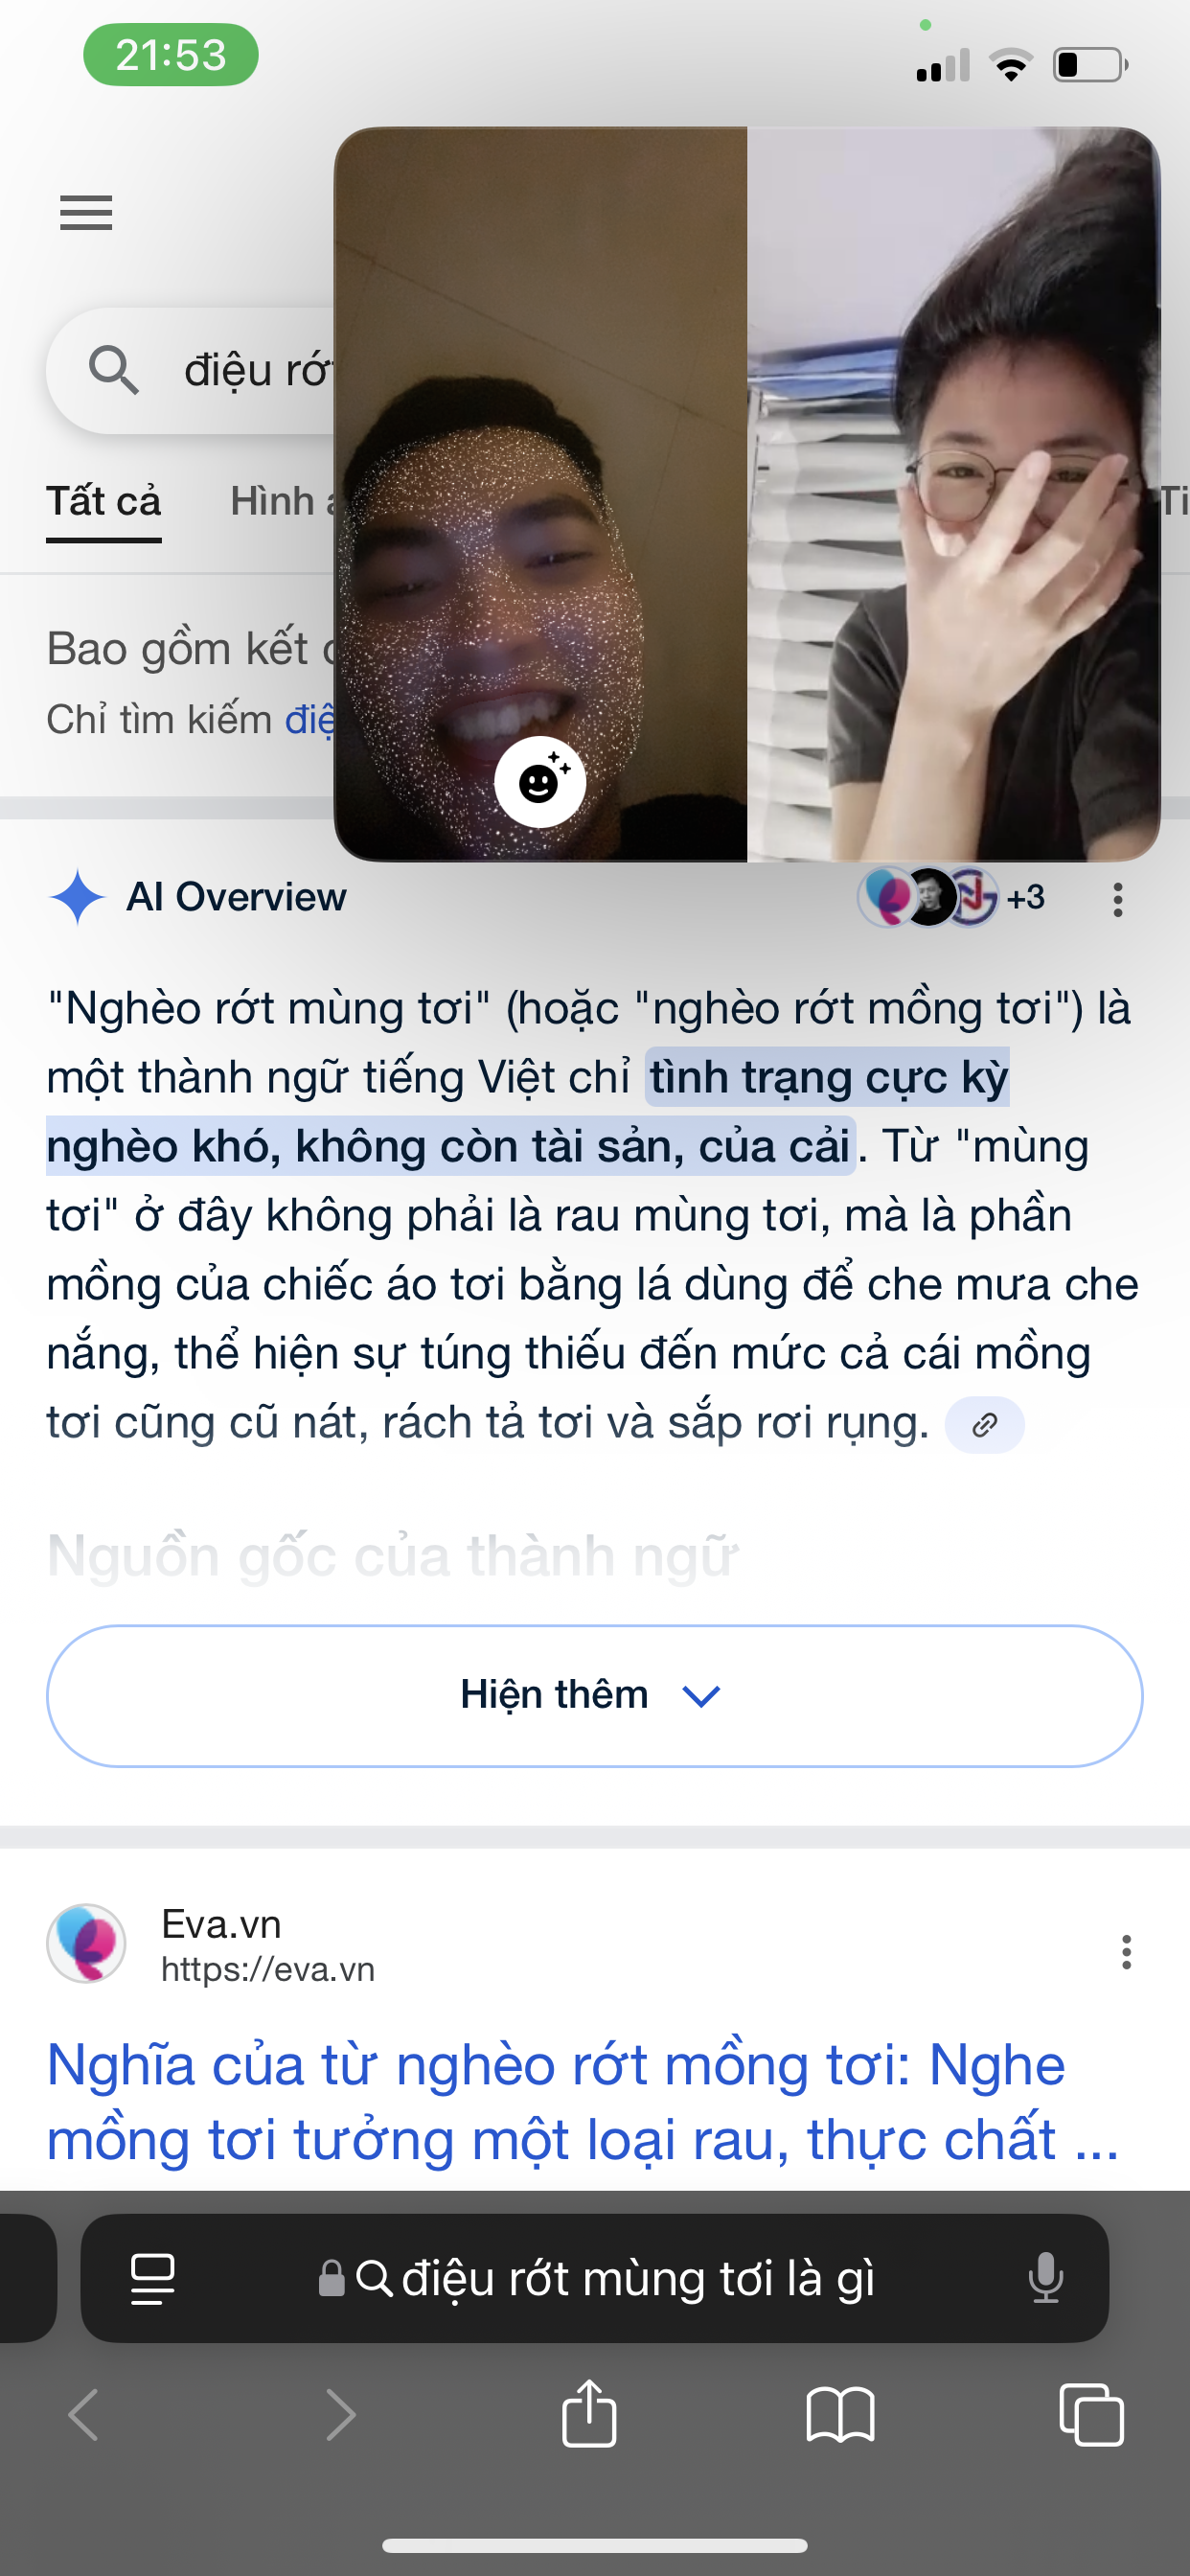 21:53
điệu rớt
Tất cả Hình
Bao gồm kết
Chỉ tìm kiếm
AI Overview +3
"Nghèo rớt mùng tơi" (hoặc "nghèo rớt mồng tơi") là
một thành ngữ tiếng Việt chỉ tình trạng cực kỳ
nghèo khó, không còn tài sản, của cải. Từ "mùng
tơi" ở đây không phải là rau mùng tơi, mà là phần
mồng của chiếc áo tơi bằng lá dùng để che mưa che
nắng, thể hiện sự túng thiếu đến mức cả cái mồng
tơi cũng cũ nát, rách tả tơi và sắp rơi rụng.
Nguồn gốc của thành ngữ
Hiện thêm
Eva.vn
https://eva.vn
Nghĩa của từ nghèo rớt mồng tơi: Nghe
mồng tơi tưởng một loại rau, thực chất ...
điệu rớt mùng tơi là gì